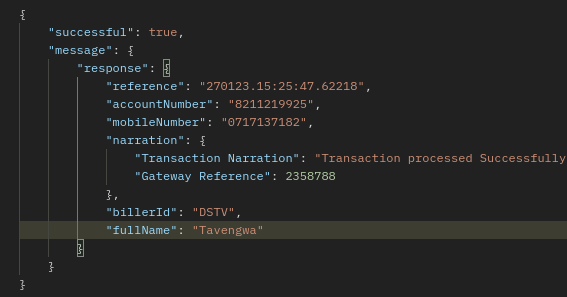 {
"successful": true,
"message": {
"response": {
"reference": "270123.15:25:47.62218",
"accountNumber": "8211219925",
"mobileNumber": "0717137182",
"narration": {
"Transaction Narration": "Transaction processed Successfully
"Gateway Reference": 2358788
},
"billerId": "DSTV",
"fullName": "Tavengwa"
}
}
}